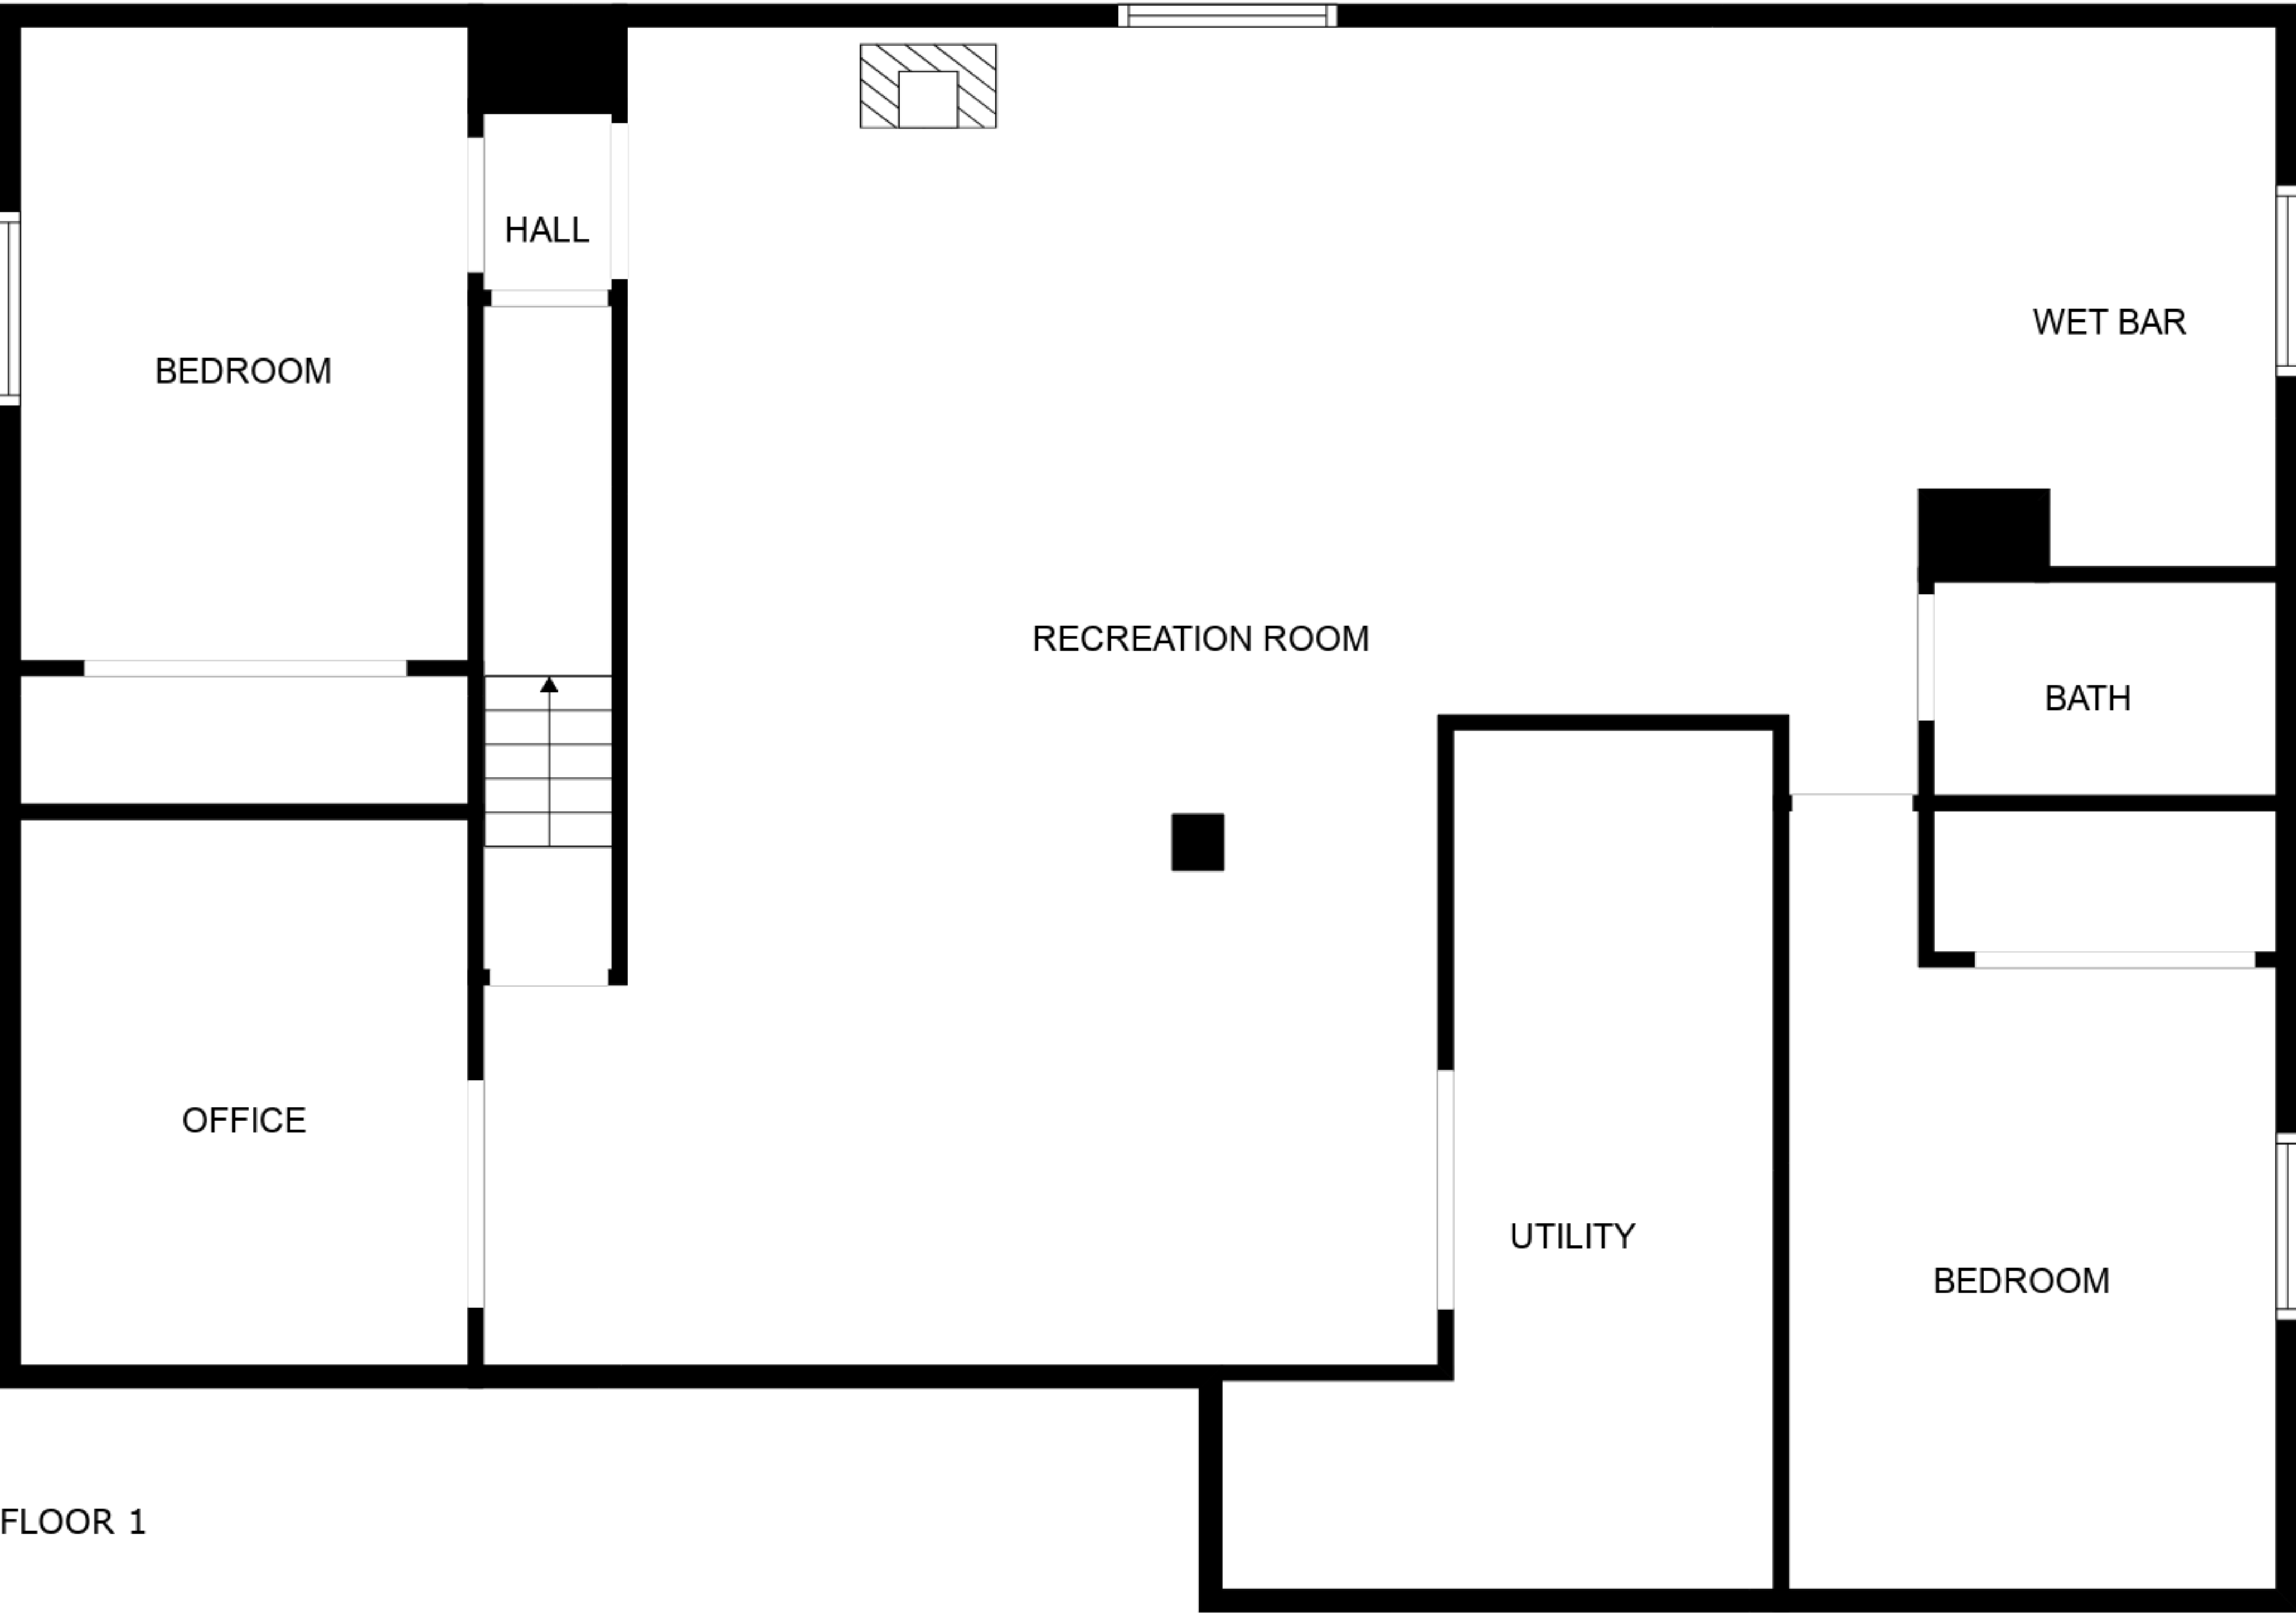 HALL
WET BAR
BEDROOM
RECREATION ROOM
BATH
OFFICE
UTILITY
BEDROOM
FLOOR 1